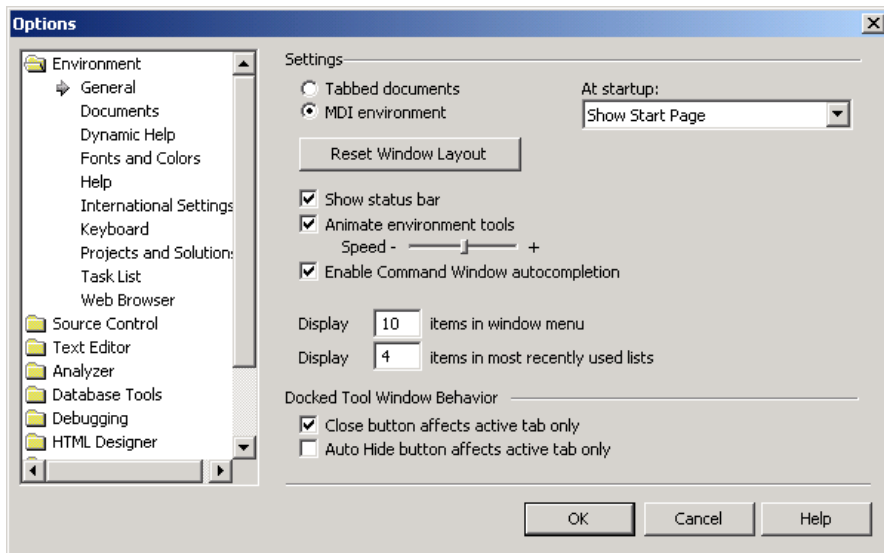 Options
Environment
General
Documents
Dynamic Help
Fonts and Colors
Help
International Settings
Keyboard
Projects and Solution
Task List
Web Browser
Source Control
Text Editor
Analyzer
Database Tools
Debugging
HTML Designer
Settings
Tabbed documents
MDI environment
At startup:
Show Start Page
Reset Window Layout
Show status bar
Animate environment tools
Speed - +
Enable Command Window autocompletion
Display 10 items in window menu
Display 4 items in most recently used lists
Docked Tool Window Behavior
Close button affects active tab only
Auto Hide button affects active tab only
OK Cancel Help